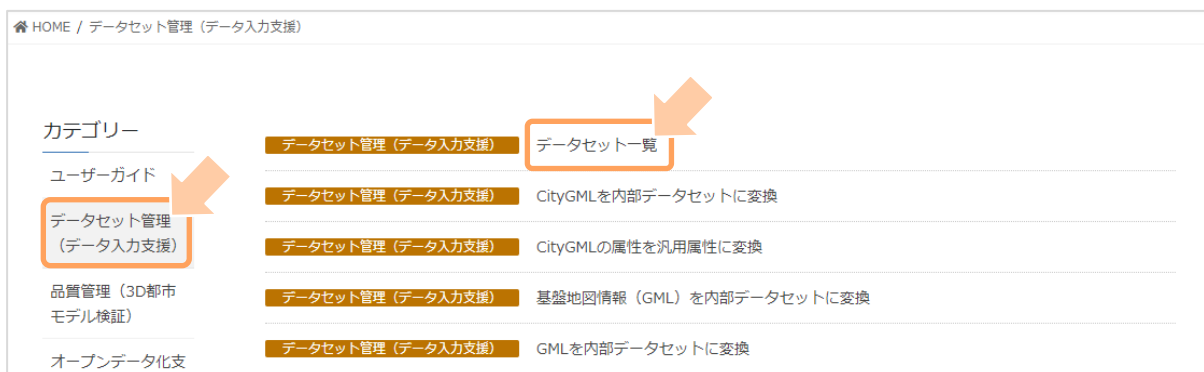 HOME / データセット管理（データ入力支援）
カテゴリー
ユーザーガイド
データセット管理
（データ入力支援）
品質管理（3D都市
モデル検証）
オープンデータ化支
データセット管理（データ入力支援） データセット一覧
データセット管理（データ入力支援） CityGMLを内部データセットに変換
データセット管理（データ入力支援） CityGMLの属性を汎用属性に変換
データセット管理（データ入力支援） 基盤地図情報（GML）を内部データセットに変換
データセット管理（データ入力支援） GMLを内部データセットに変換